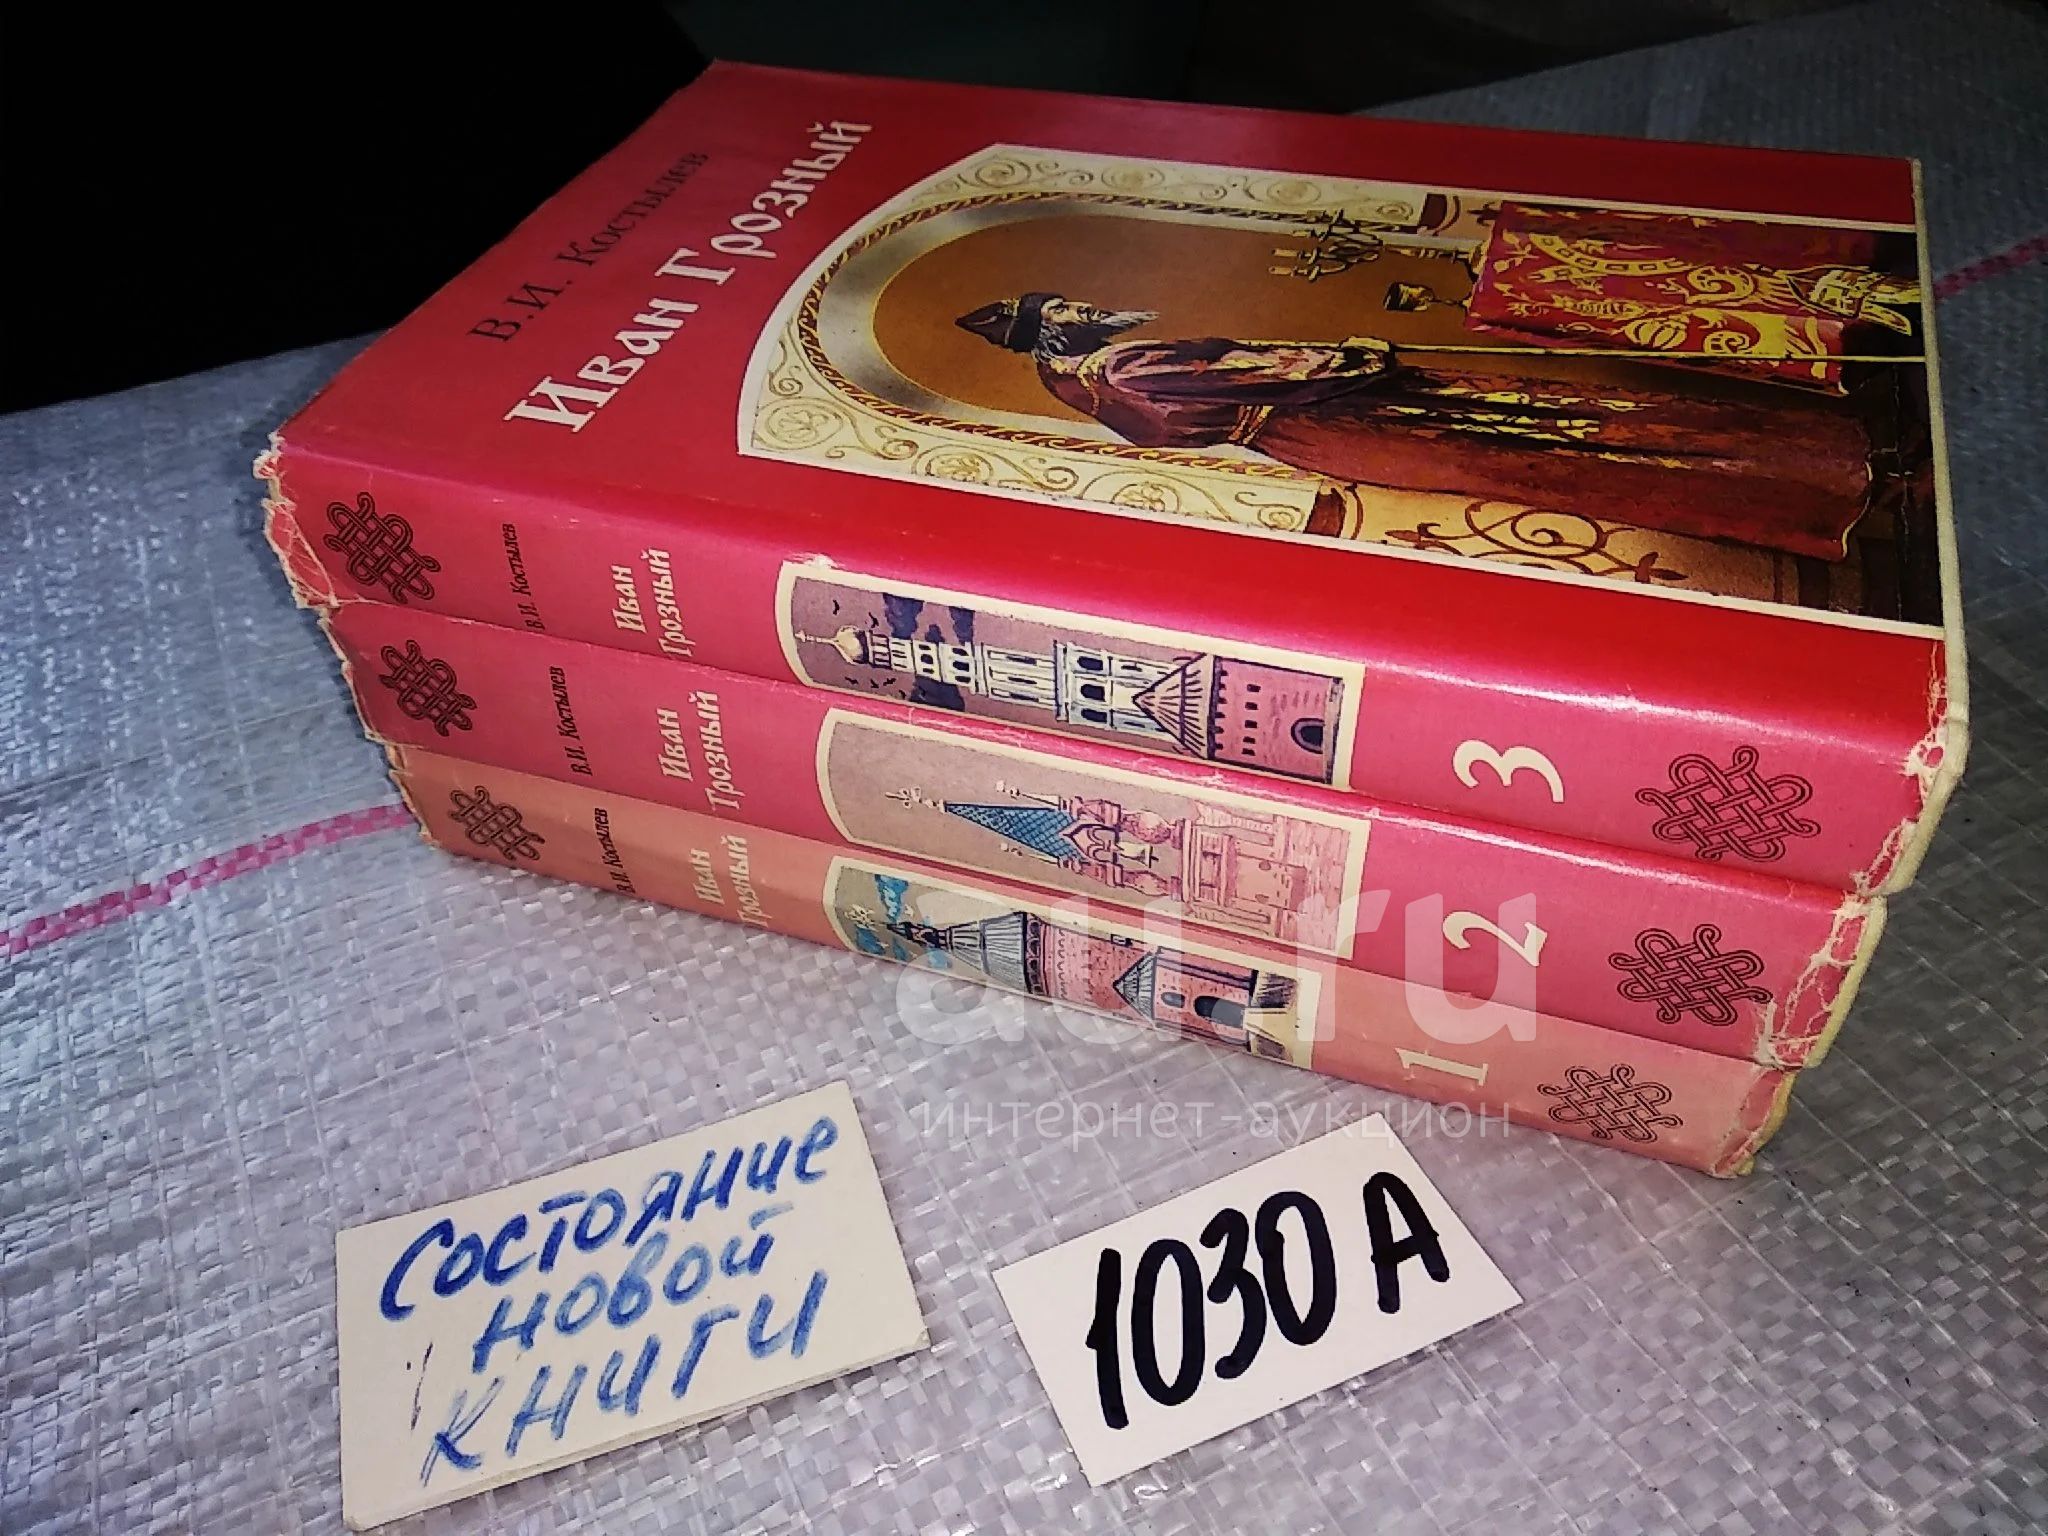 В.И. Костылев
Иван Грозный
В.И. Костылев
Иван
Грозный
3
В.И. Костылев
Иван
Грозный
2
В.И. Костылев
Иван
Грозный
1
au.ru
интернет-аукцион
Состояние
новой
книги
1030 А